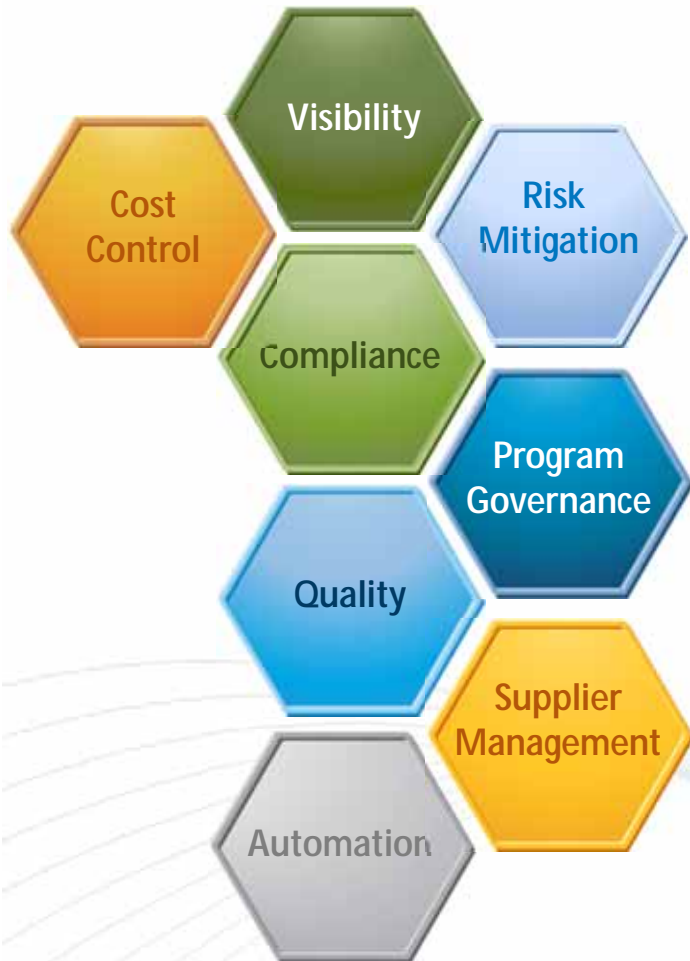 Visibility
Cost
Control
Risk
Mitigation
Compliance
Program
Governance
Quality
Supplier
Management
Automation